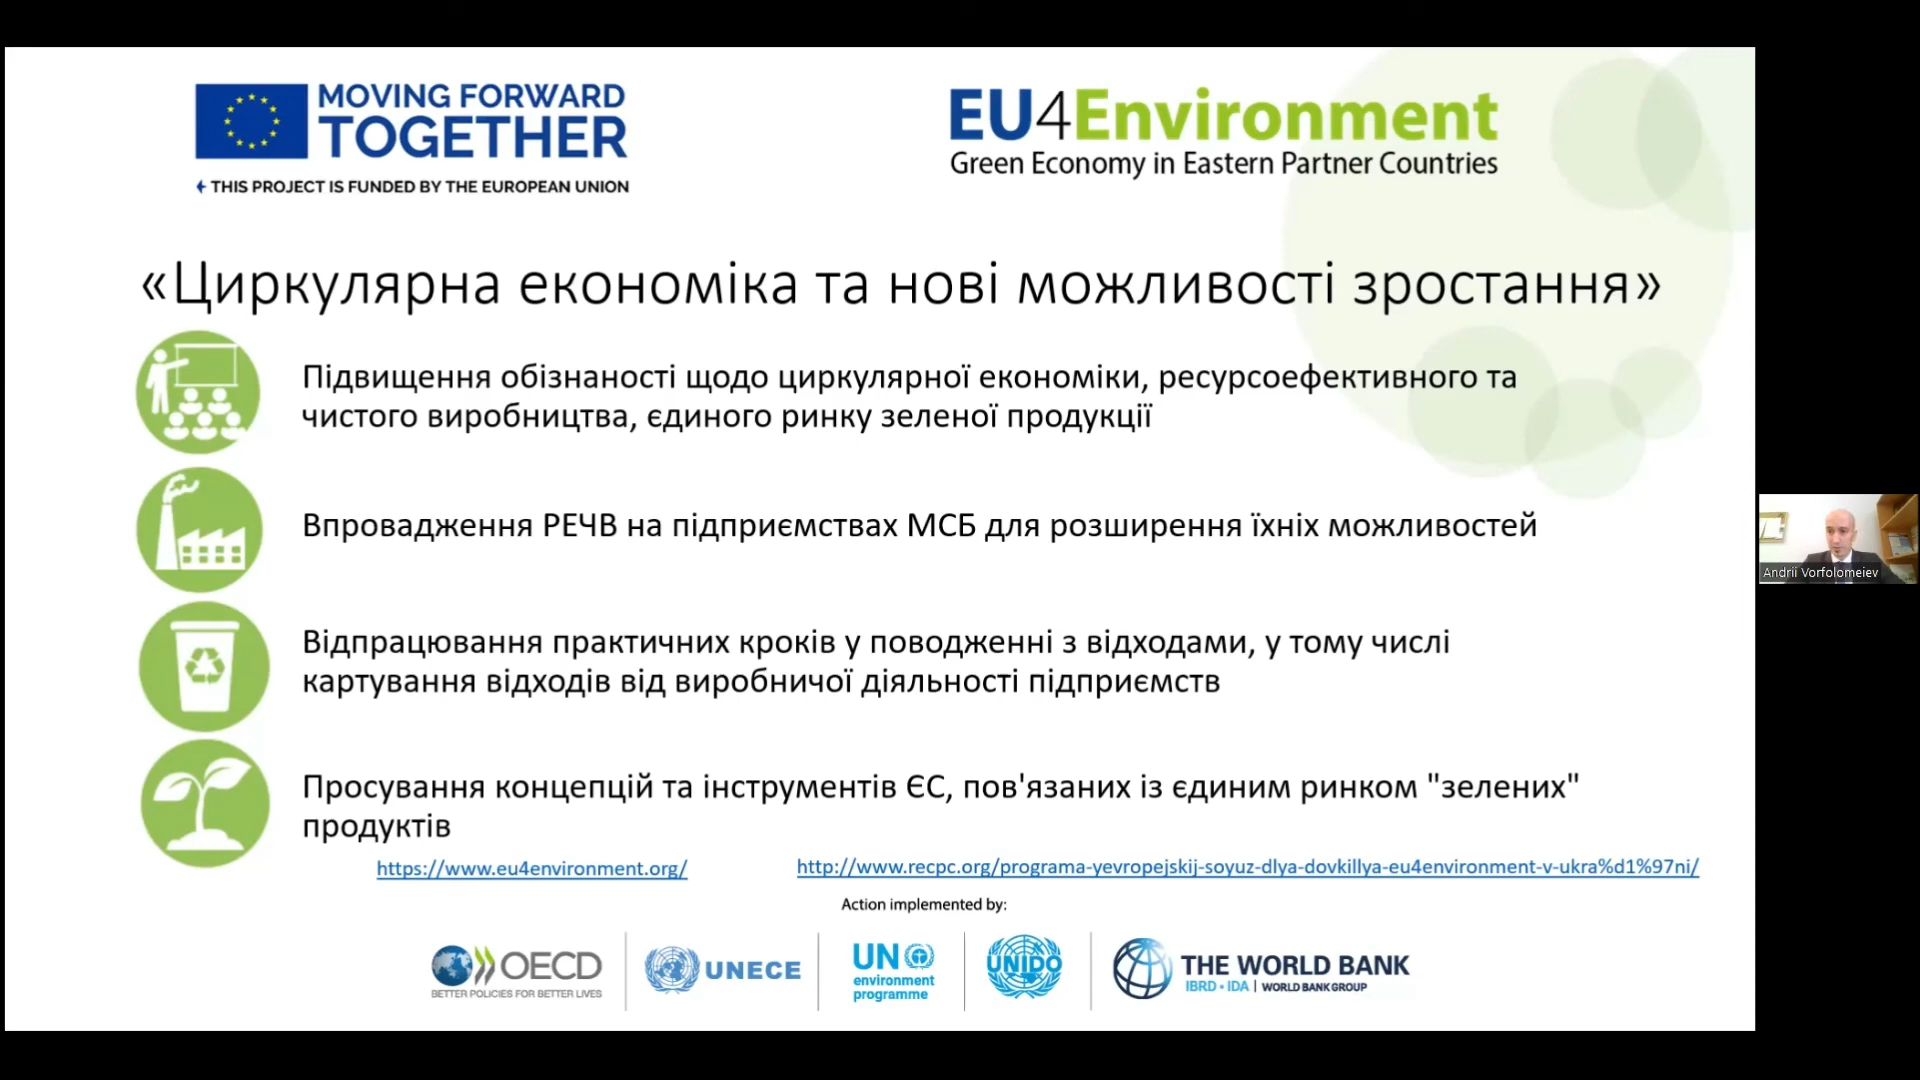 MOVING FORWARD
TOGETHER
THIS PROJECT IS FUNDED BY THE EUROPEAN UNION
EU4Environment
Green Economy in Eastern Partner Countries
«Циркулярна економіка та нові можливості зростання»
Підвищення обізнаності щодо циркулярної економіки, ресурсоефективного та
чистого виробництва, єдиного ринку зеленої продукції
Впровадження РЕЧВ на підприємствах МСБ для розширення їхніх можливостей
Відпрацювання практичних кроків у поводженні з відходами, у тому числі
картування відходів від виробничої діяльності підприємств
Просування концепцій та інструментів ЄС, пов'язаних із єдиним ринком "зелених"
продуктів
https://www.eu4environment.org/
http://www.recpc.org/programa-yevropejskij-soyuz-dlya-dovkillya-eu4environment-v-ukra%d1%97ni/
Action implemented by:
OECD
BETTER POLICIES FOR BETTER LIVES
UNECE
UN
environment
programme
UNIDO
THE WORLD BANK
IBRD • IDA | WORLD BANK GROUP
Andrii Vorfolomeiev